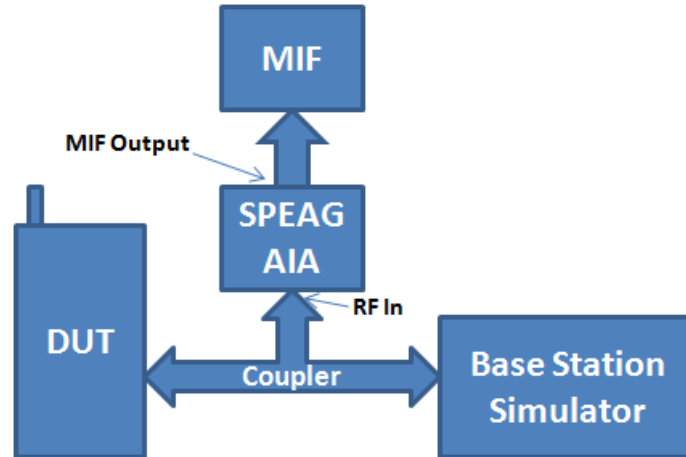 MIF
MIF Output
SPEAG
AIA
RF In
DUT
Coupler
Base Station
Simulator